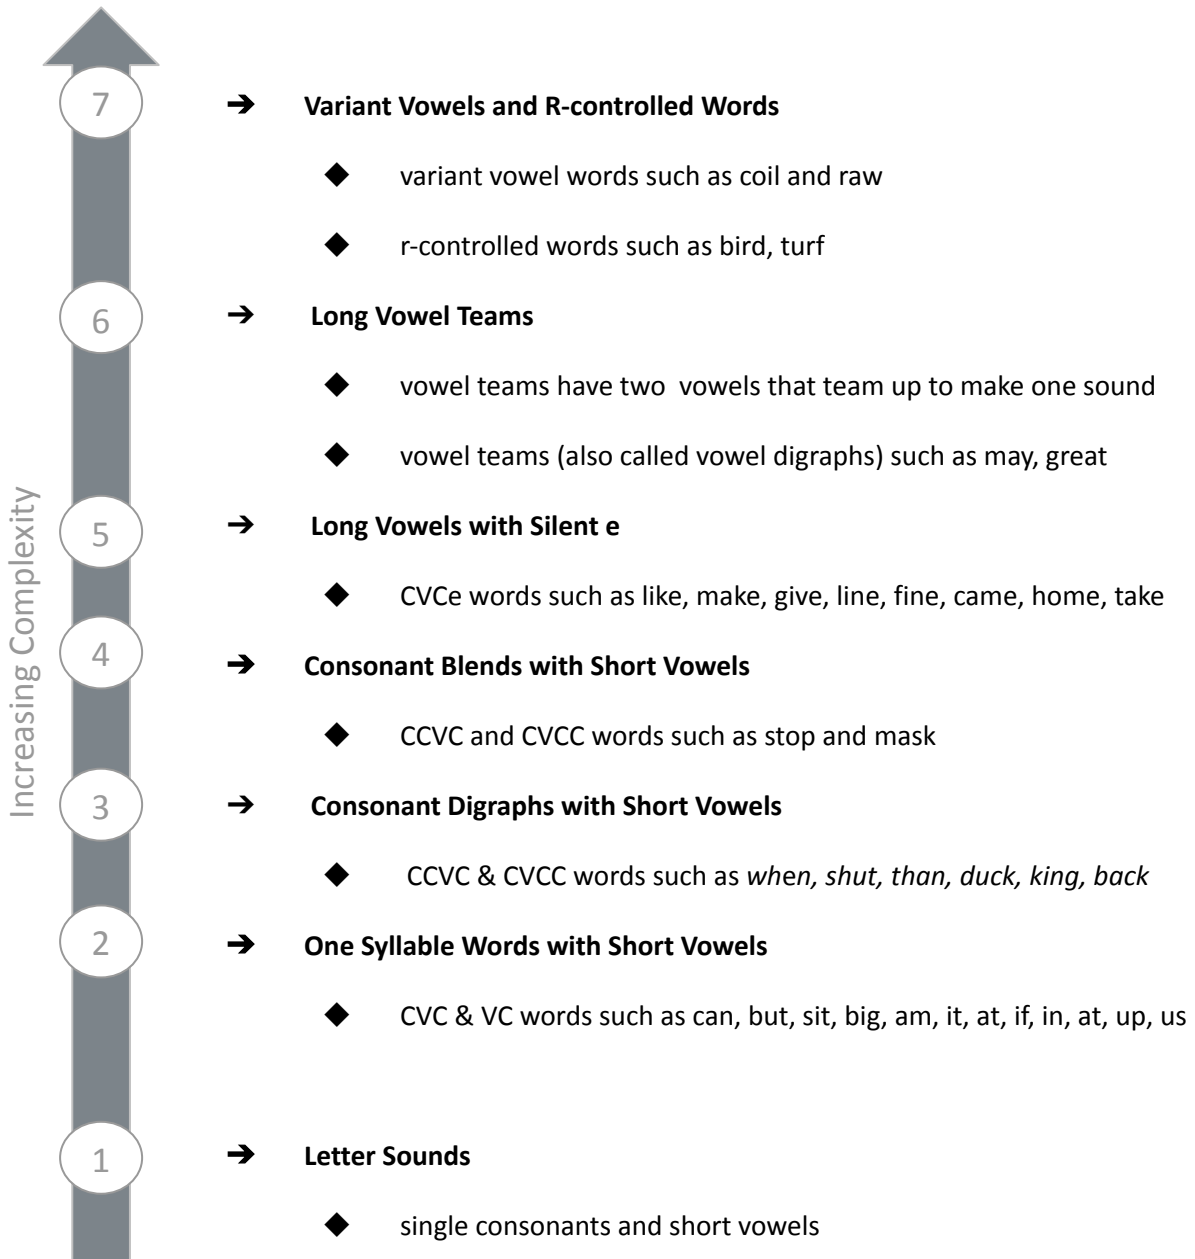 7
➔ Variant Vowels and R-controlled Words
◆ variant vowel words such as coil and raw
◆ r-controlled words such as bird, turf
6
➔ Long Vowel Teams
◆ vowel teams have two  vowels that team up to make one sound
◆ vowel teams (also called vowel digraphs) such as may, great
Increasing Complexity
5
➔ Long Vowels with Silent e
◆ CVCe words such as like, make, give, line, fine, came, home, take
4
➔ Consonant Blends with Short Vowels
◆ CCVC and CVCC words such as stop and mask
3
➔ Consonant Digraphs with Short Vowels
◆ CCVC & CVCC words such as when, shut, than, duck, king, back
2
➔ One Syllable Words with Short Vowels
◆ CVC & VC words such as can, but, sit, big, am, it, at, if, in, at, up, us
1
➔ Letter Sounds
◆ single consonants and short vowels